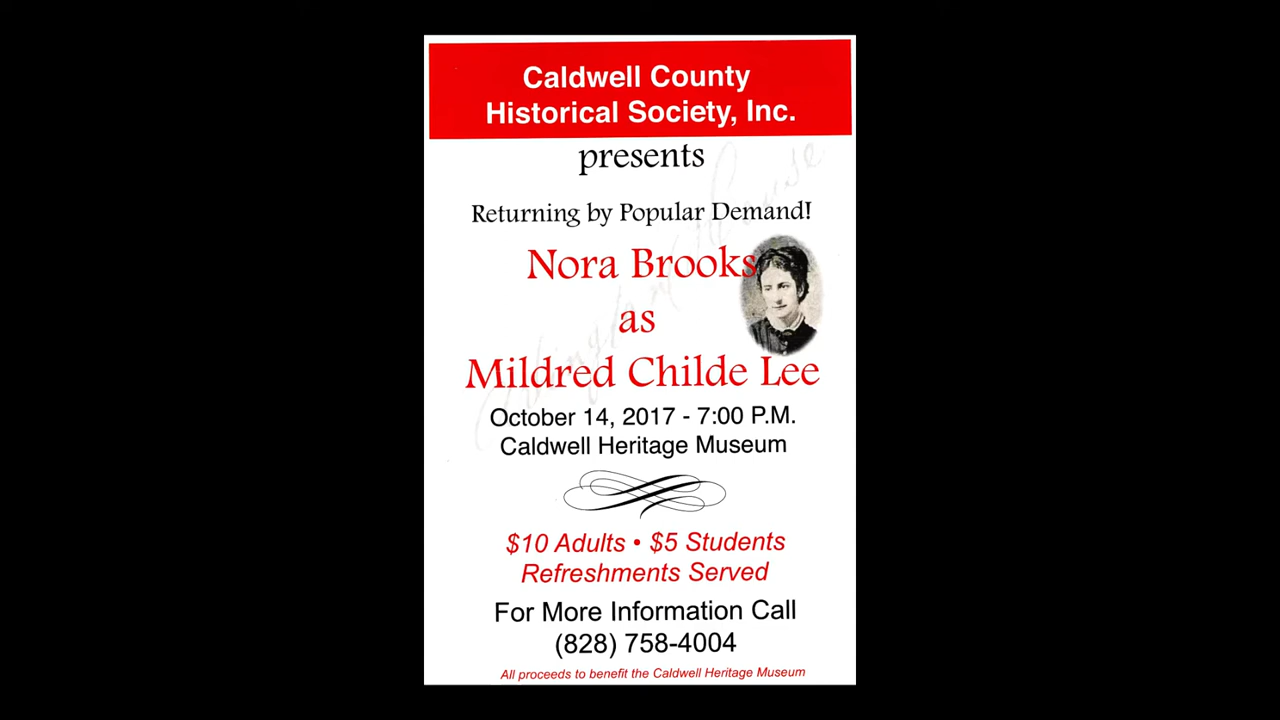 Caldwell County
Historical Society, Inc.
presents
Returning by Popular Demand!
Nora Brooks
as
Mildred Childe Lee
October 14, 2017 - 7:00 P.M.
Caldwell Heritage Museum
$10 Adults • $5 Students
Refreshments Served
For More Information Call
(828) 758-4004
All proceeds to benefit the Caldwell Heritage Museum